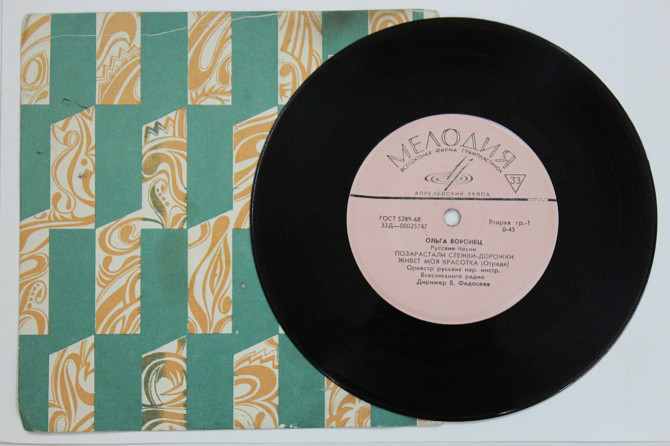 МЕЛОДИЯ
ВСЕСОЮЗНАЯ ФИРМА ГРАМПЛАСТИНОК
33
АПРЕЛЕВСКИЙ ЗАВОД
ГОСТ 5289-68
33Д—00025747
Вторая гр.-1
0-45
ОЛЬГА ВОРОНЕЦ
Русские песни
ПОЗАРАСТАЛИ СТЕЖКИ-ДОРОЖКИ
ЖИВЕТ МОЯ КРАСОТКА (Отрада)
Оркестр русских нар. инстр.
Всесоюзного радио
Дирижер В. Федосеев